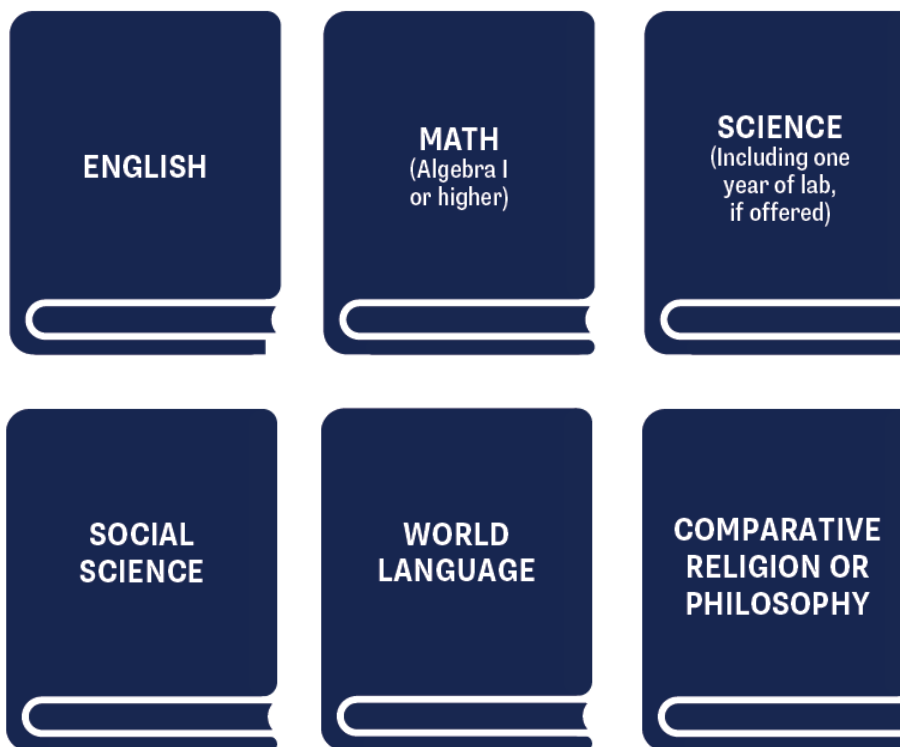 ENGLISH
MATH
(Algebra I
or higher)
SCIENCE
(Including one
year of lab,
if offered)
SOCIAL
SCIENCE
WORLD
LANGUAGE
COMPARATIVE
RELIGION OR
PHILOSOPHY